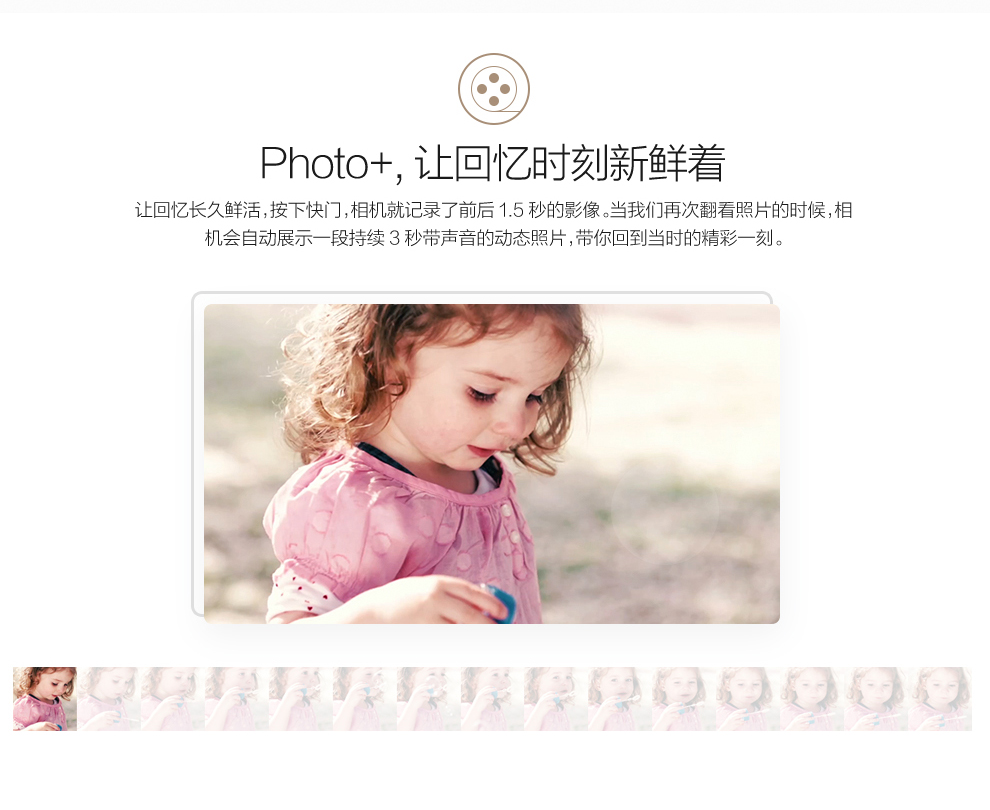 Photo+, 让回忆时刻新鲜着
让回忆长久鲜活,按下快门,相机就记录了前后 1.5 秒的影像。当我们再次翻看照片的时候,相
机会自动展示一段持续 3 秒带声音的动态照片,带你回到当时的精彩一刻。